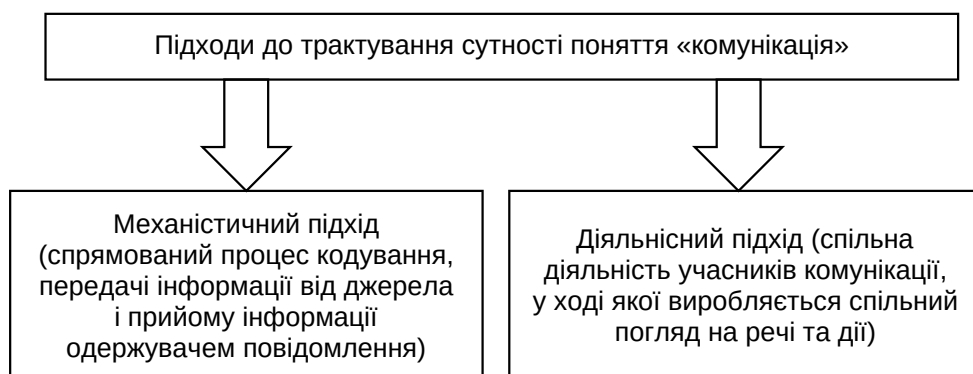 Підходи до трактування сутності поняття «комунікація»
Механістичний підхід
(спрямований процес кодування,
передачі інформації від джерела
і прийому інформації
одержувачем повідомлення)
Діяльнісний підхід (спільна
діяльність учасників комунікації,
у ході якої виробляється спільний
погляд на речі та дії)